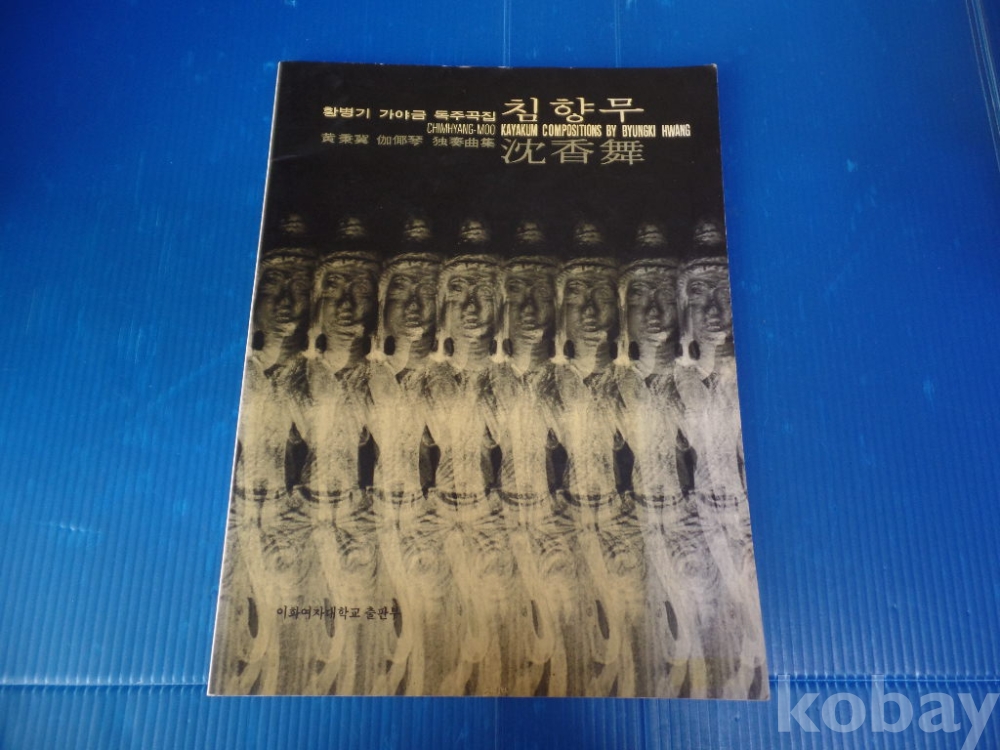 황병기 가야금 독주곡집 침향무
CHIMHYANG-MOO KAYAKUM COMPOSITIONS BY BYUNGKI HWANG
黃秉冀 伽倻琴 独奏曲集 沈香舞
이화여자대학교 출판부
kobay